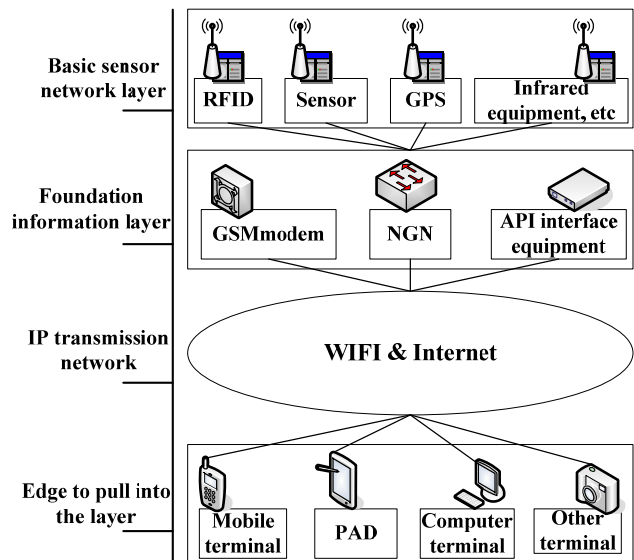 Basic sensor
network layer
RFID
Sensor
GPS
Infrared
equipment, etc
Foundation
information layer
GSMmodem
NGN
API interface
equipment
IP transmission
network
WIFI & Internet
Edge to pull into
the layer
Mobile
terminal
PAD
Computer
terminal
Other
terminal